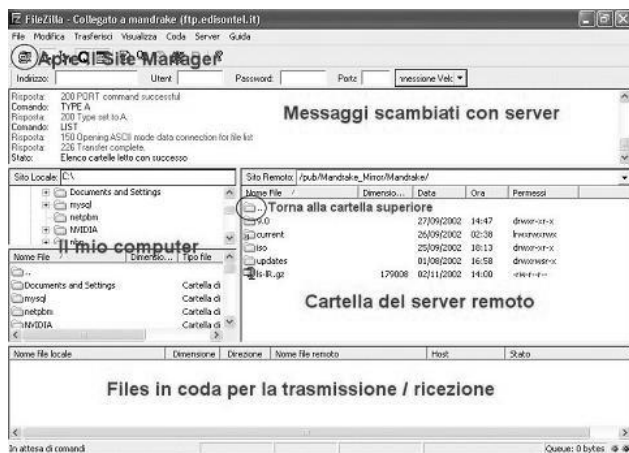 FileZilla - Collegato a mandrake (ftp.edisontel.it)
File Modifica Trasferisci Visualizza Coda Server Guida
Apre Il Site Manager
Indirizzo: Utent Password: Porta: nnessione Veloc
Risposta: 200 PORT command successful
Comando: TYPE A
Risposta: 200 Type set to A.
Comando: LIST
Risposta: 150 Opening ASCII mode data connection for file list
Risposta: 226 Transfer complete.
Stato: Elenco cartelle letto con successo
Messaggi scambiati con server
Sito Locale: C:\
Documents and Settings
mysql
netpbm
NVIDIA
Il mio computer
Nome File / Dimensio... Tipo file
..
Documents and Settings Cartella di
mysql Cartella di
netpbm Cartella di
NVIDIA Cartella di
Sito Remoto: /pub/Mandrake_Mirror/Mandrake/
Nome File / Dimensio... Data Ora Permessi
.. Torna alla cartella superiore
9.0 27/09/2002 14:47 drwxr-xr-x
current 26/09/2002 02:38 lrwxrwxrwx
iso 25/09/2002 18:13 drwxr-xr-x
updates 01/08/2002 16:58 drwxrwsr-x
ls-lR.gz 179008 02/11/2002 14:00 -rw-r--r--
Cartella del server remoto
Nome file locale Dimensione Direzione Nome file remoto Host Stato
Files in coda per la trasmissione / ricezione
In attesa di comandi Queue: 0 bytes